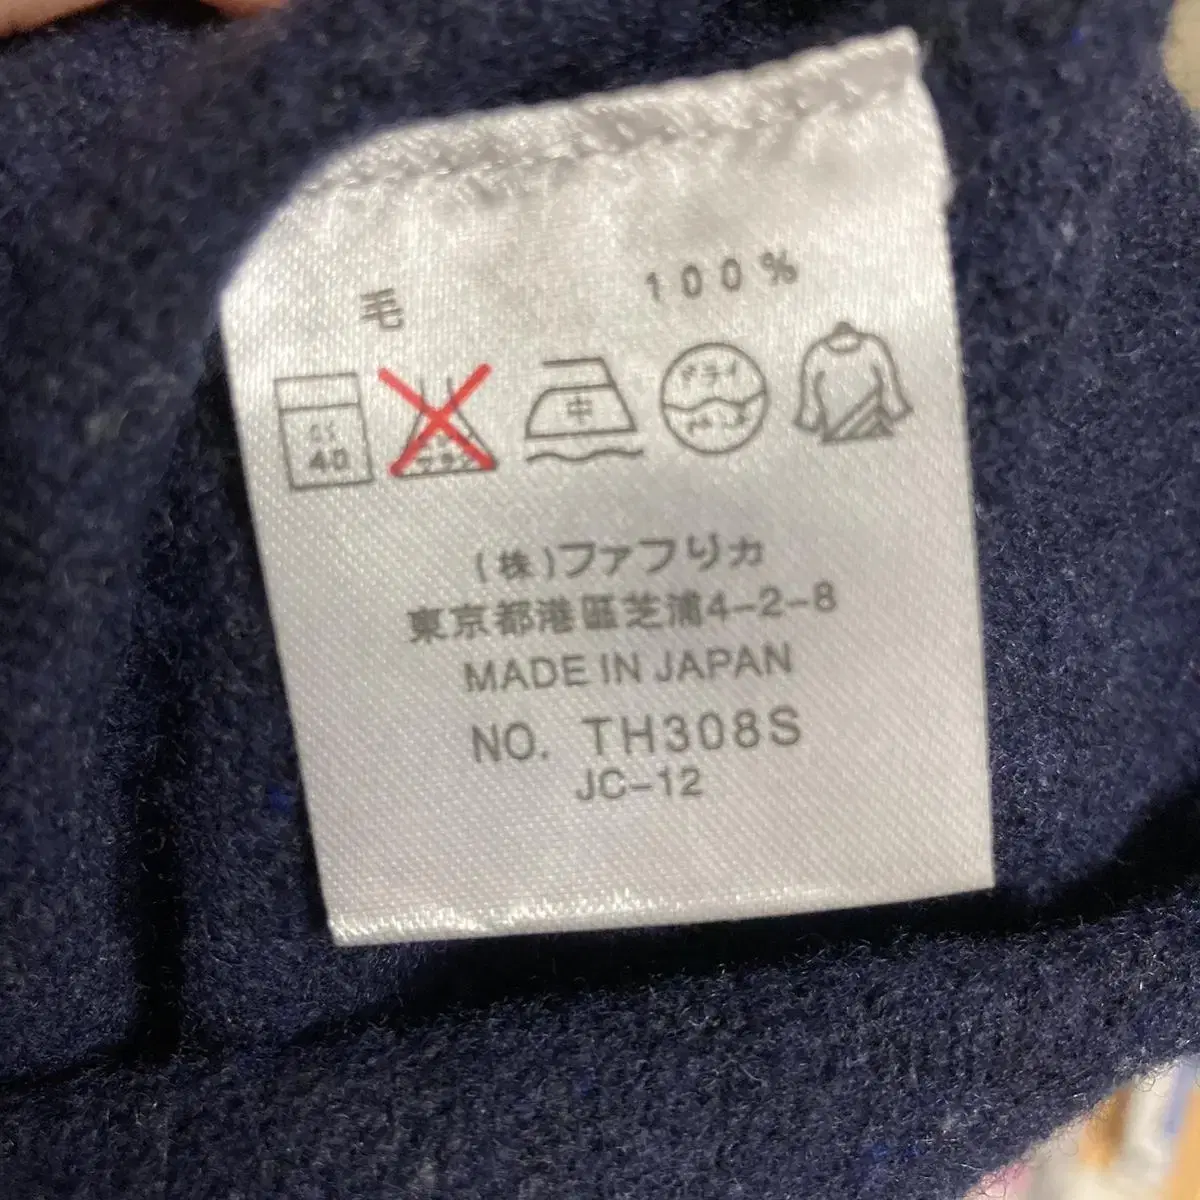 毛 100%
40
中
ドライ
(株)ファフリカ
東京都港區芝浦4-2-8
MADE IN JAPAN
NO. TH308S
JC-12